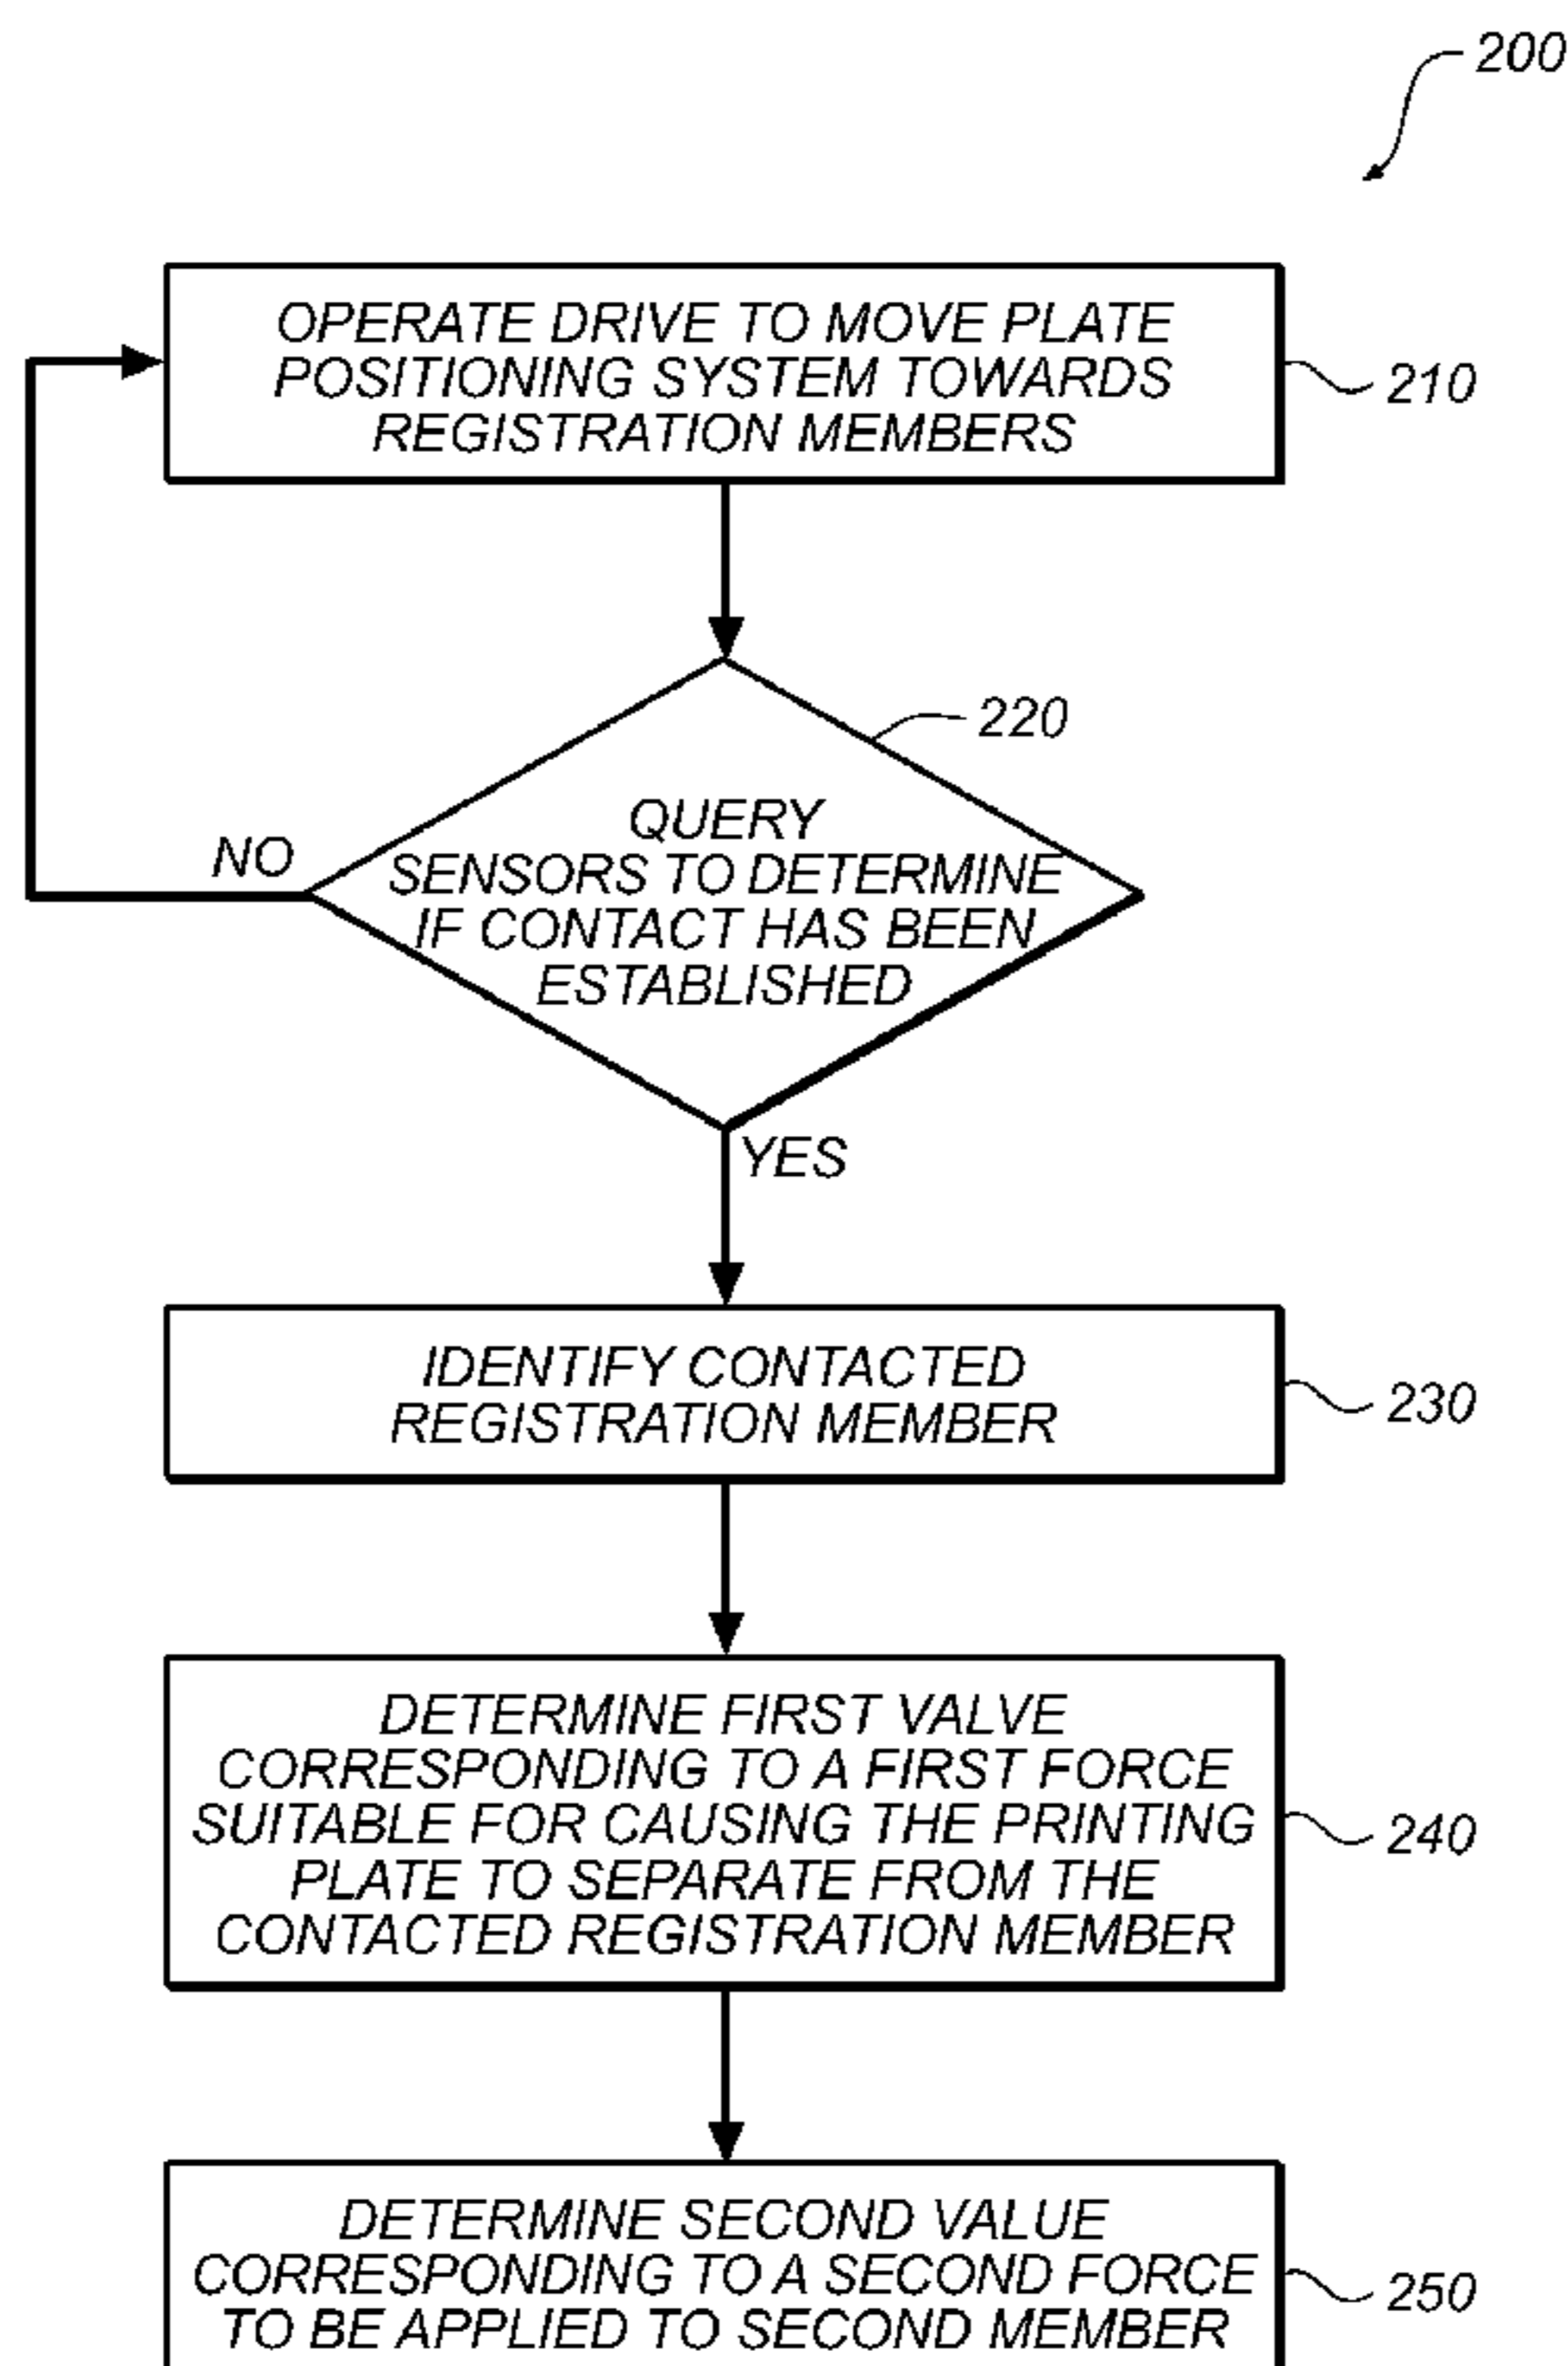 200
OPERATE DRIVE TO MOVE PLATE
POSITIONING SYSTEM TOWARDS
REGISTRATION MEMBERS
210
220
QUERY
SENSORS TO DETERMINE
IF CONTACT HAS BEEN
ESTABLISHED
NO
YES
IDENTIFY CONTACTED
REGISTRATION MEMBER
230
DETERMINE FIRST VALVE
CORRESPONDING TO A FIRST FORCE
SUITABLE FOR CAUSING THE PRINTING
PLATE TO SEPARATE FROM THE
CONTACTED REGISTRATION MEMBER
240
DETERMINE SECOND VALUE
CORRESPONDING TO A SECOND FORCE
TO BE APPLIED TO SECOND MEMBER
250